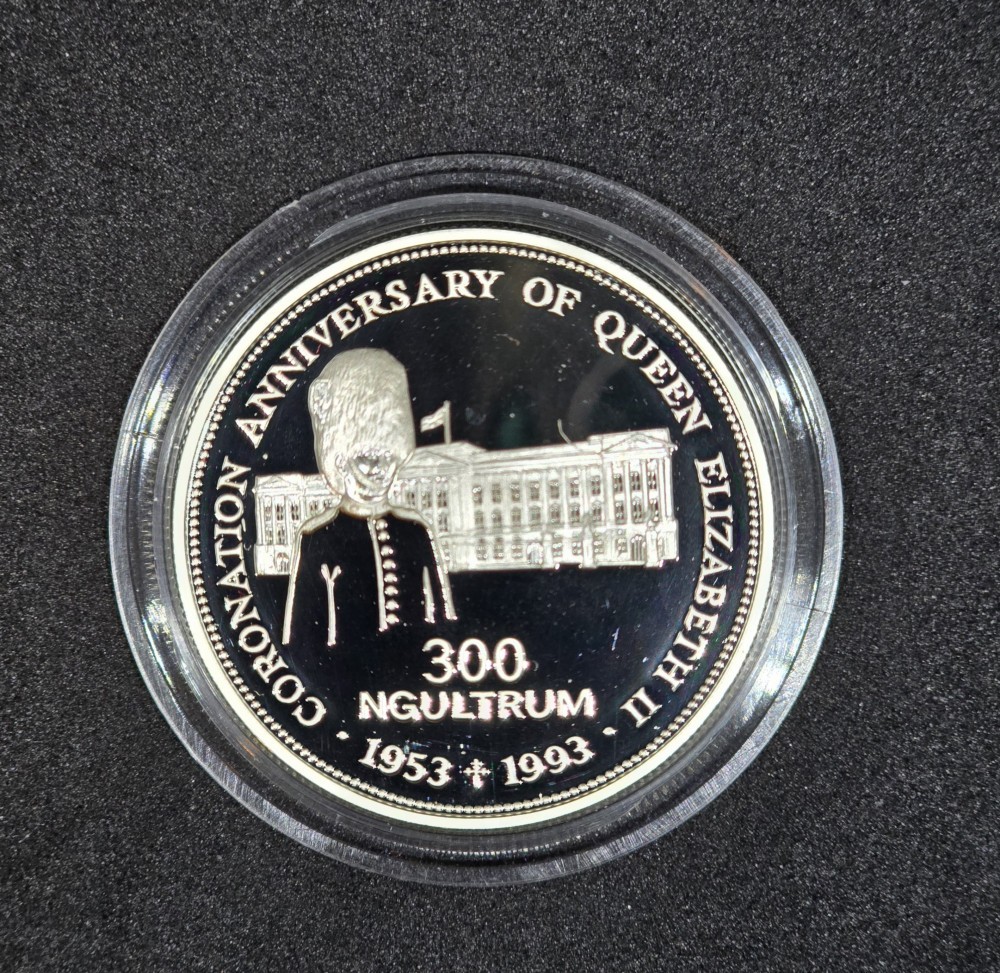 CORONATION ANNIVERSARY OF QUEEN ELIZABETH II
300
NGULTRUM
· 1953 ✝ 1993 ·